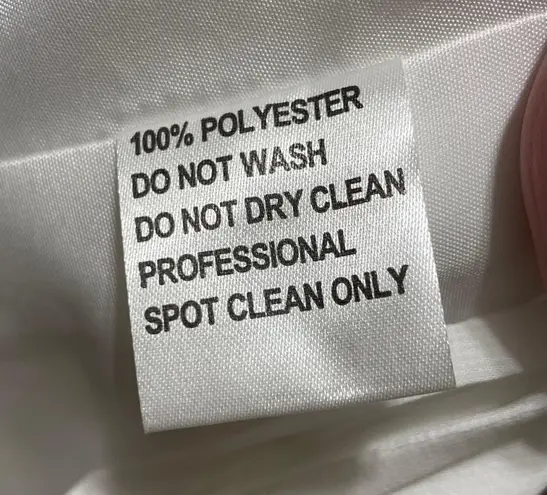 100% POLYESTER
DO NOT WASH
DO NOT DRY CLEAN
PROFESSIONAL
SPOT CLEAN ONLY